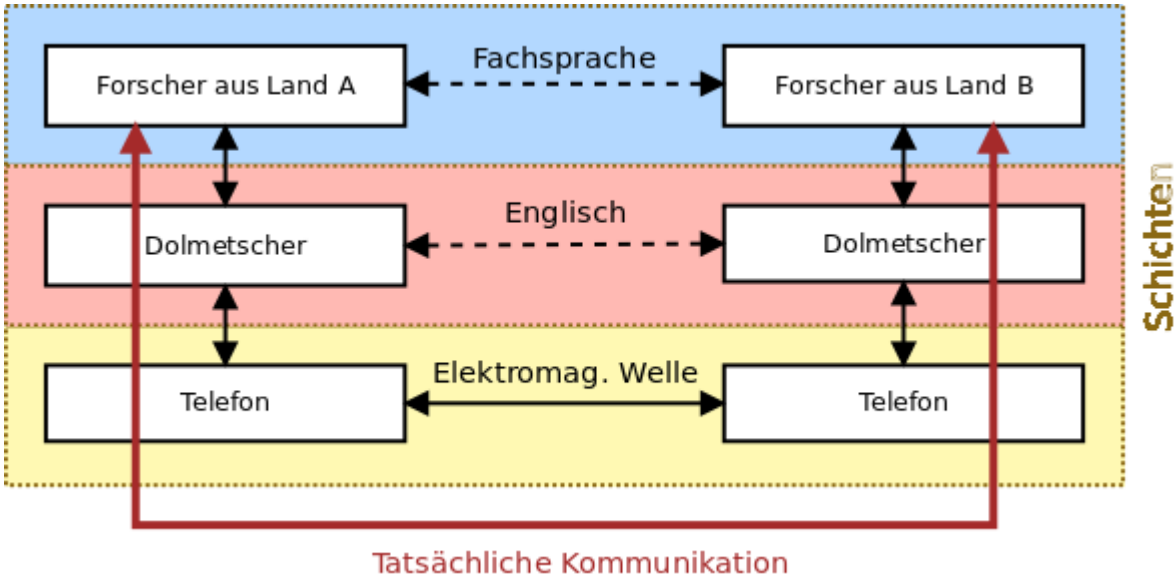 Fachsprache
Forscher aus Land A
Forscher aus Land B
Englisch
Dolmetscher
Dolmetscher
Elektromag. Welle
Telefon
Telefon
Schichten
Tatsächliche Kommunikation